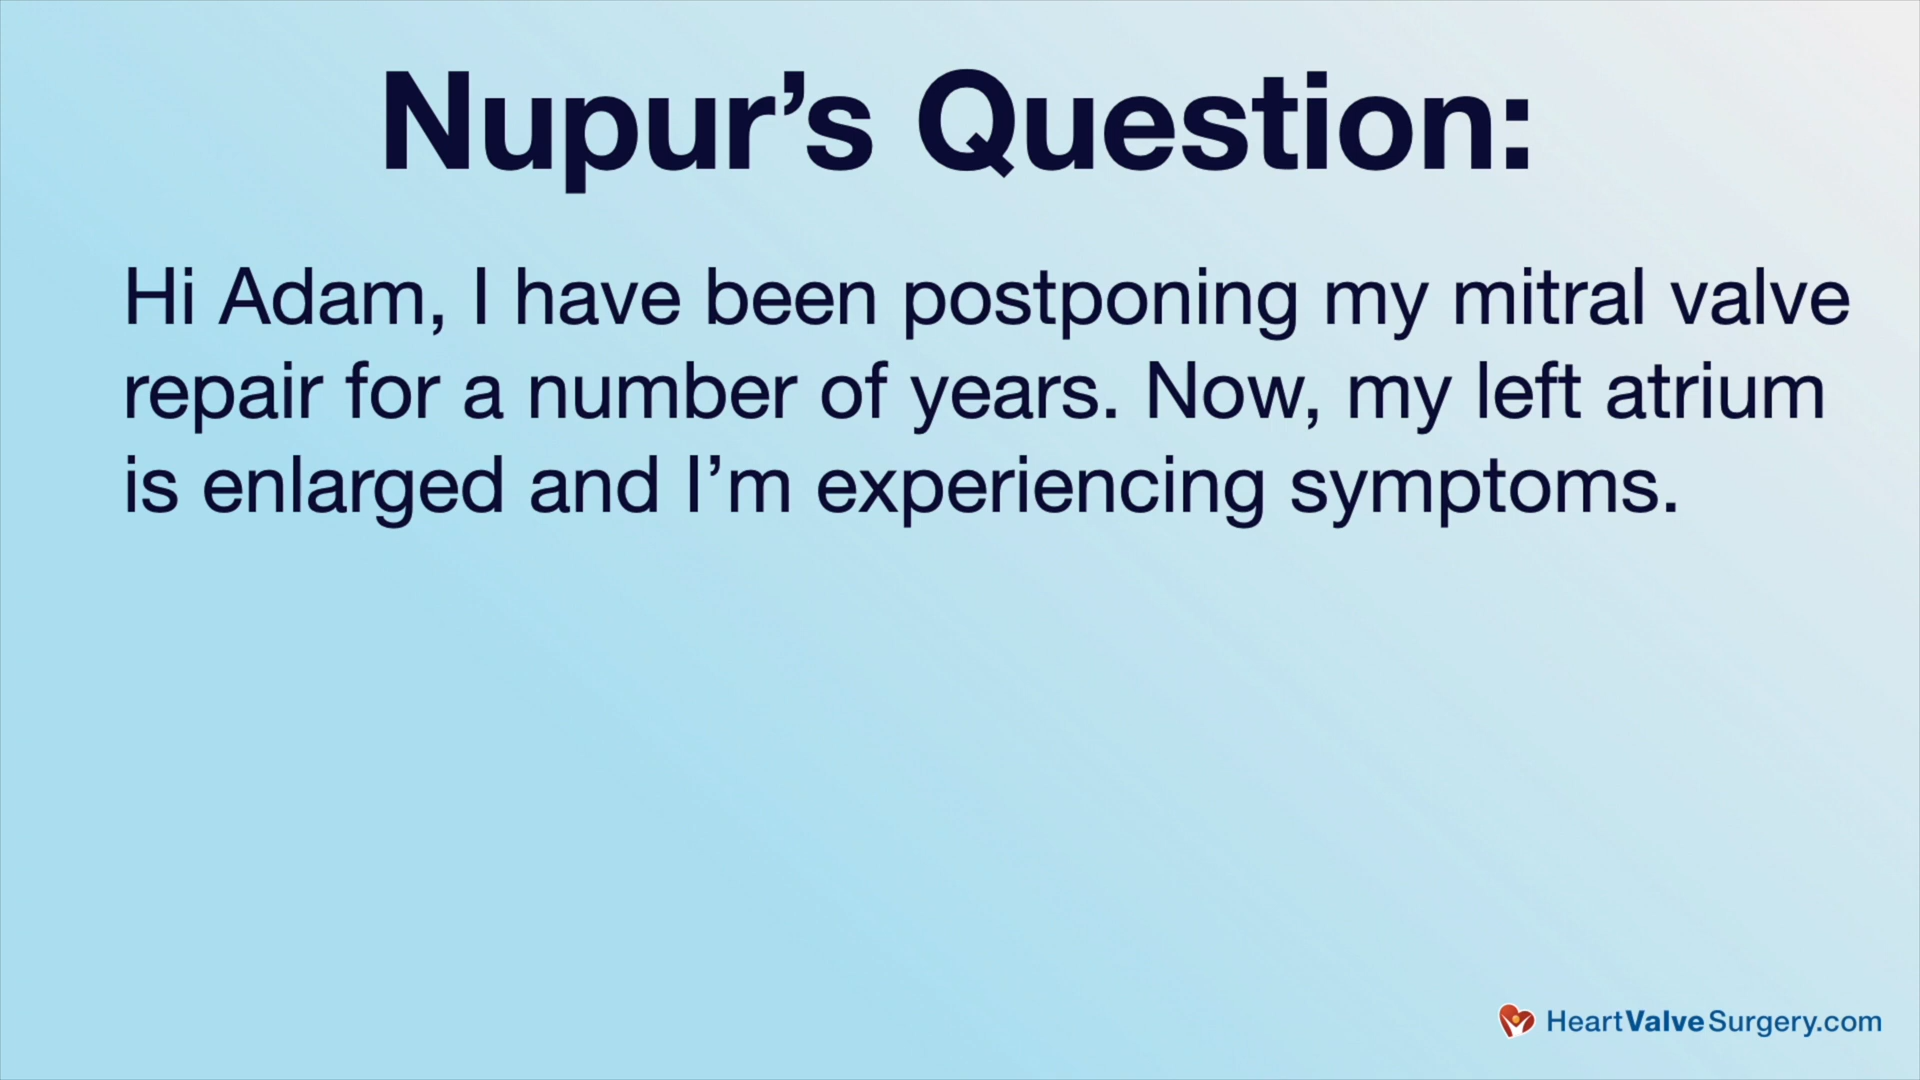 Nupur’s Question:
Hi Adam, I have been postponing my mitral valve
repair for a number of years. Now, my left atrium
is enlarged and I’m experiencing symptoms.
HeartValveSurgery.com